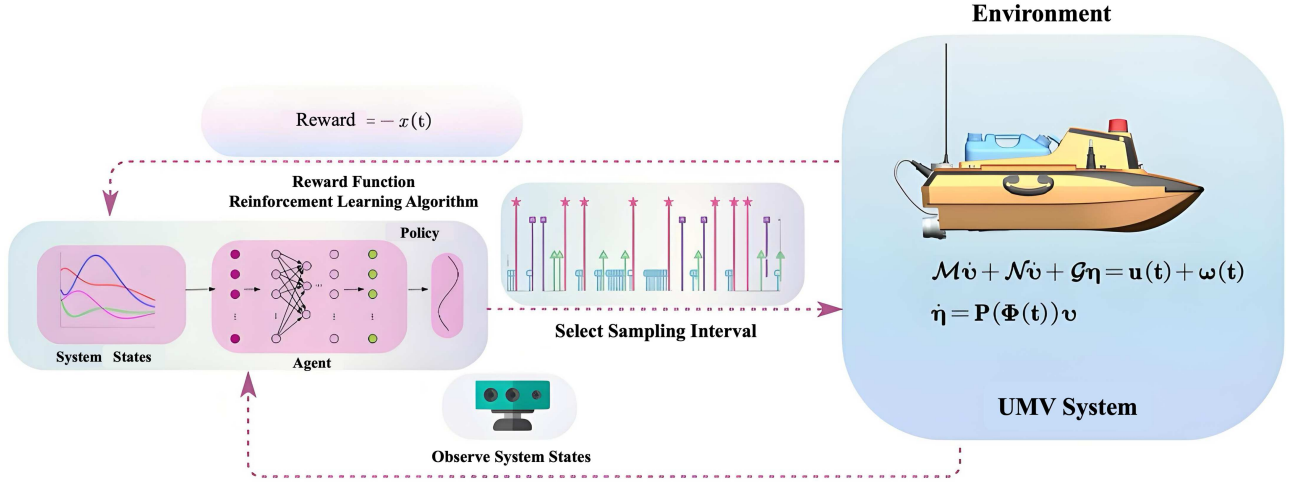 Environment
Reward = − x(t)
Reward Function
Reinforcement Learning Algorithm
Policy
System States
Agent
Select Sampling Interval
Observe System States
𝓜υ̇ + 𝓝υ̇ + 𝓖η = u(t) + ω(t)
η̇ = P(Φ(t))υ
UMV System